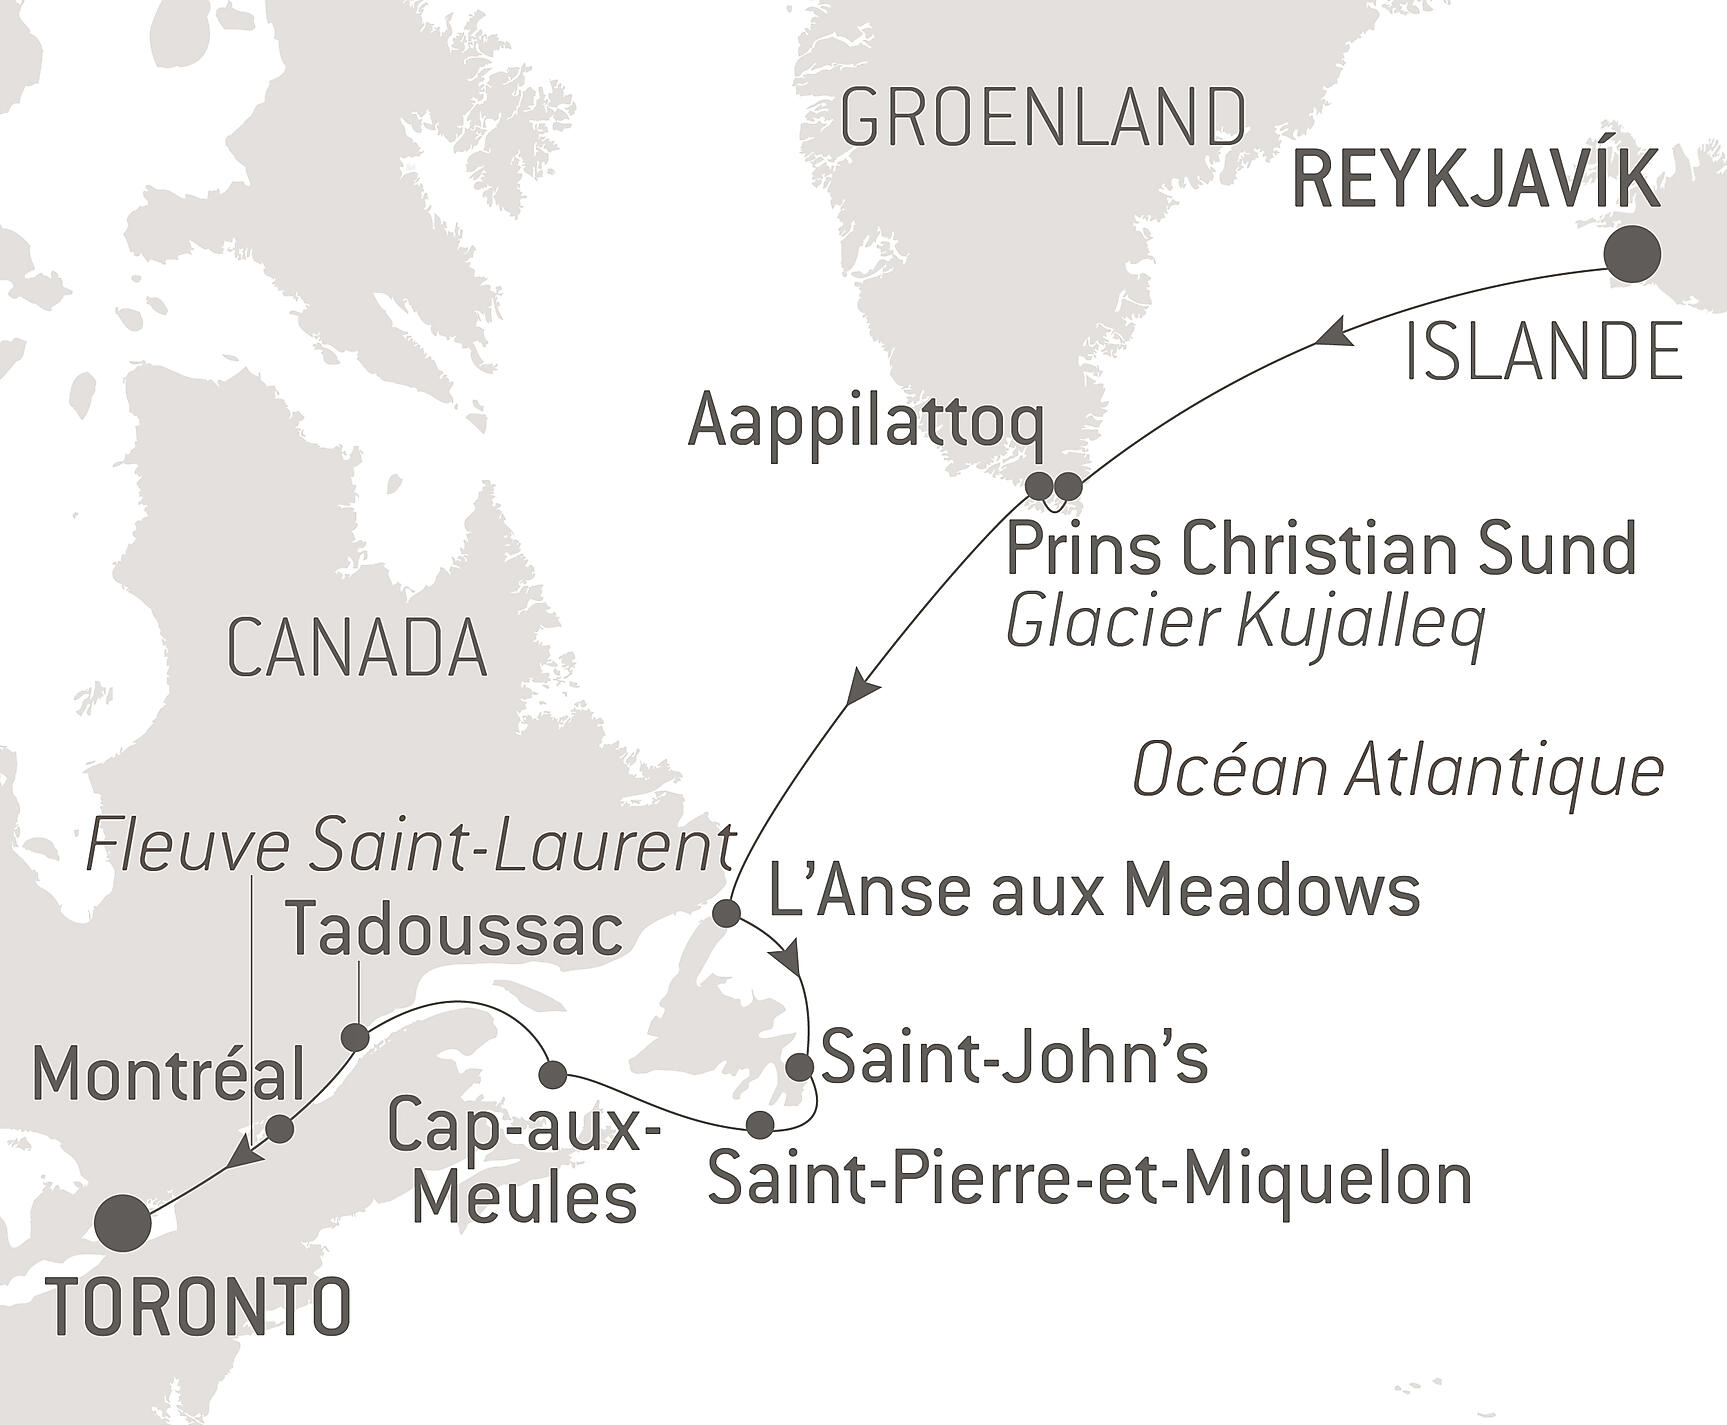 GROENLAND
REYKJAVÍK
ISLANDE
Aappilattoq
Prins Christian Sund
Glacier Kujalleq
CANADA
Océan Atlantique
Fleuve Saint-Laurent
L’Anse aux Meadows
Tadoussac
Saint-John’s
Montréal
Cap-aux-
Meules
Saint-Pierre-et-Miquelon
TORONTO